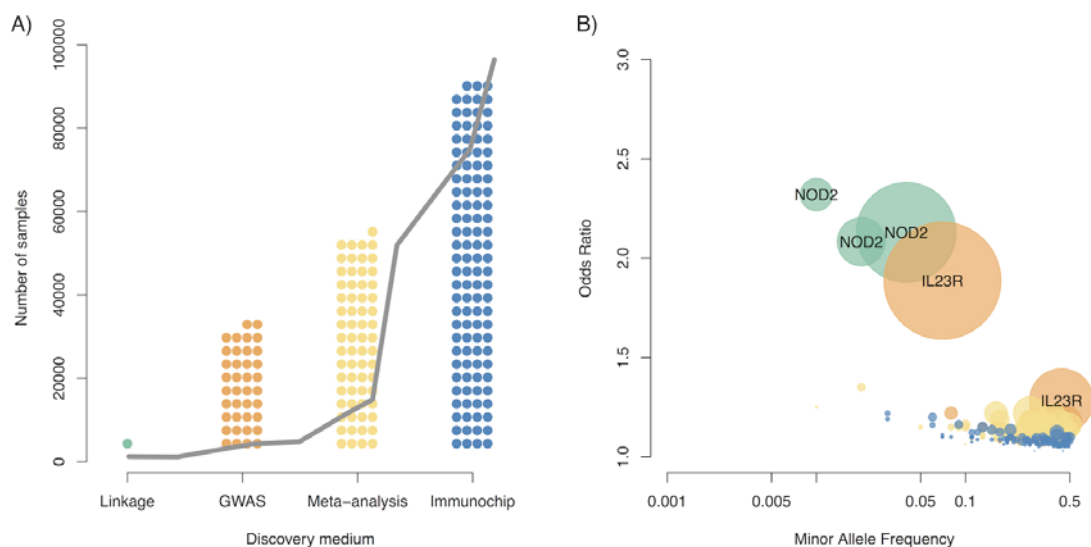 A)
Number of samples
100000
80000
60000
40000
20000
0
Linkage GWAS Meta-analysis Immunochip
Discovery medium
B)
Odds Ratio
3.0
2.5
2.0
1.5
1.0
NOD2
NOD2
NOD2
IL23R
IL23R
0.001 0.005 0.05 0.1 0.5
Minor Allele Frequency